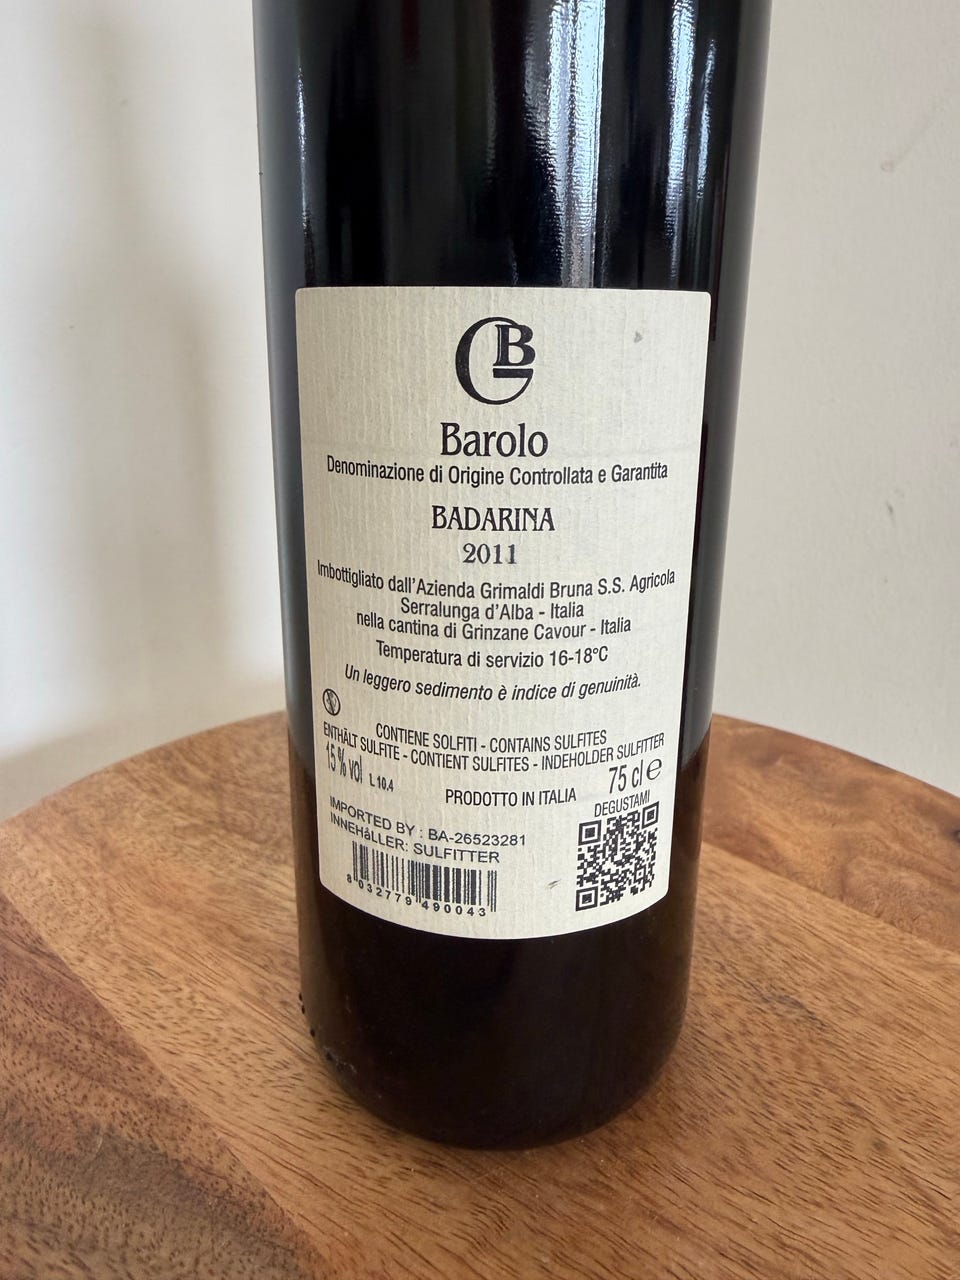 GB
Barolo
Denominazione di Origine Controllata e Garantita
BADARINA
2011
Imbottigliato dall'Azienda Grimaldi Bruna S.S. Agricola
Serralunga d'Alba - Italia
nella cantina di Grinzane Cavour - Italia
Temperatura di servizio 16-18°C
Un leggero sedimento è indice di genuinità.
CONTIENE SOLFITI - CONTAINS SULFITES
ENTHÄLT SULFITE - CONTIENT SULFITES - INDEHOLDER SULFITTER
15 % vol L 10.4 75 cl e
PRODOTTO IN ITALIA
DEGUSTAMI
IMPORTED BY : BA-26523281
INNEHåLLER: SULFITTER
8 032779 490043